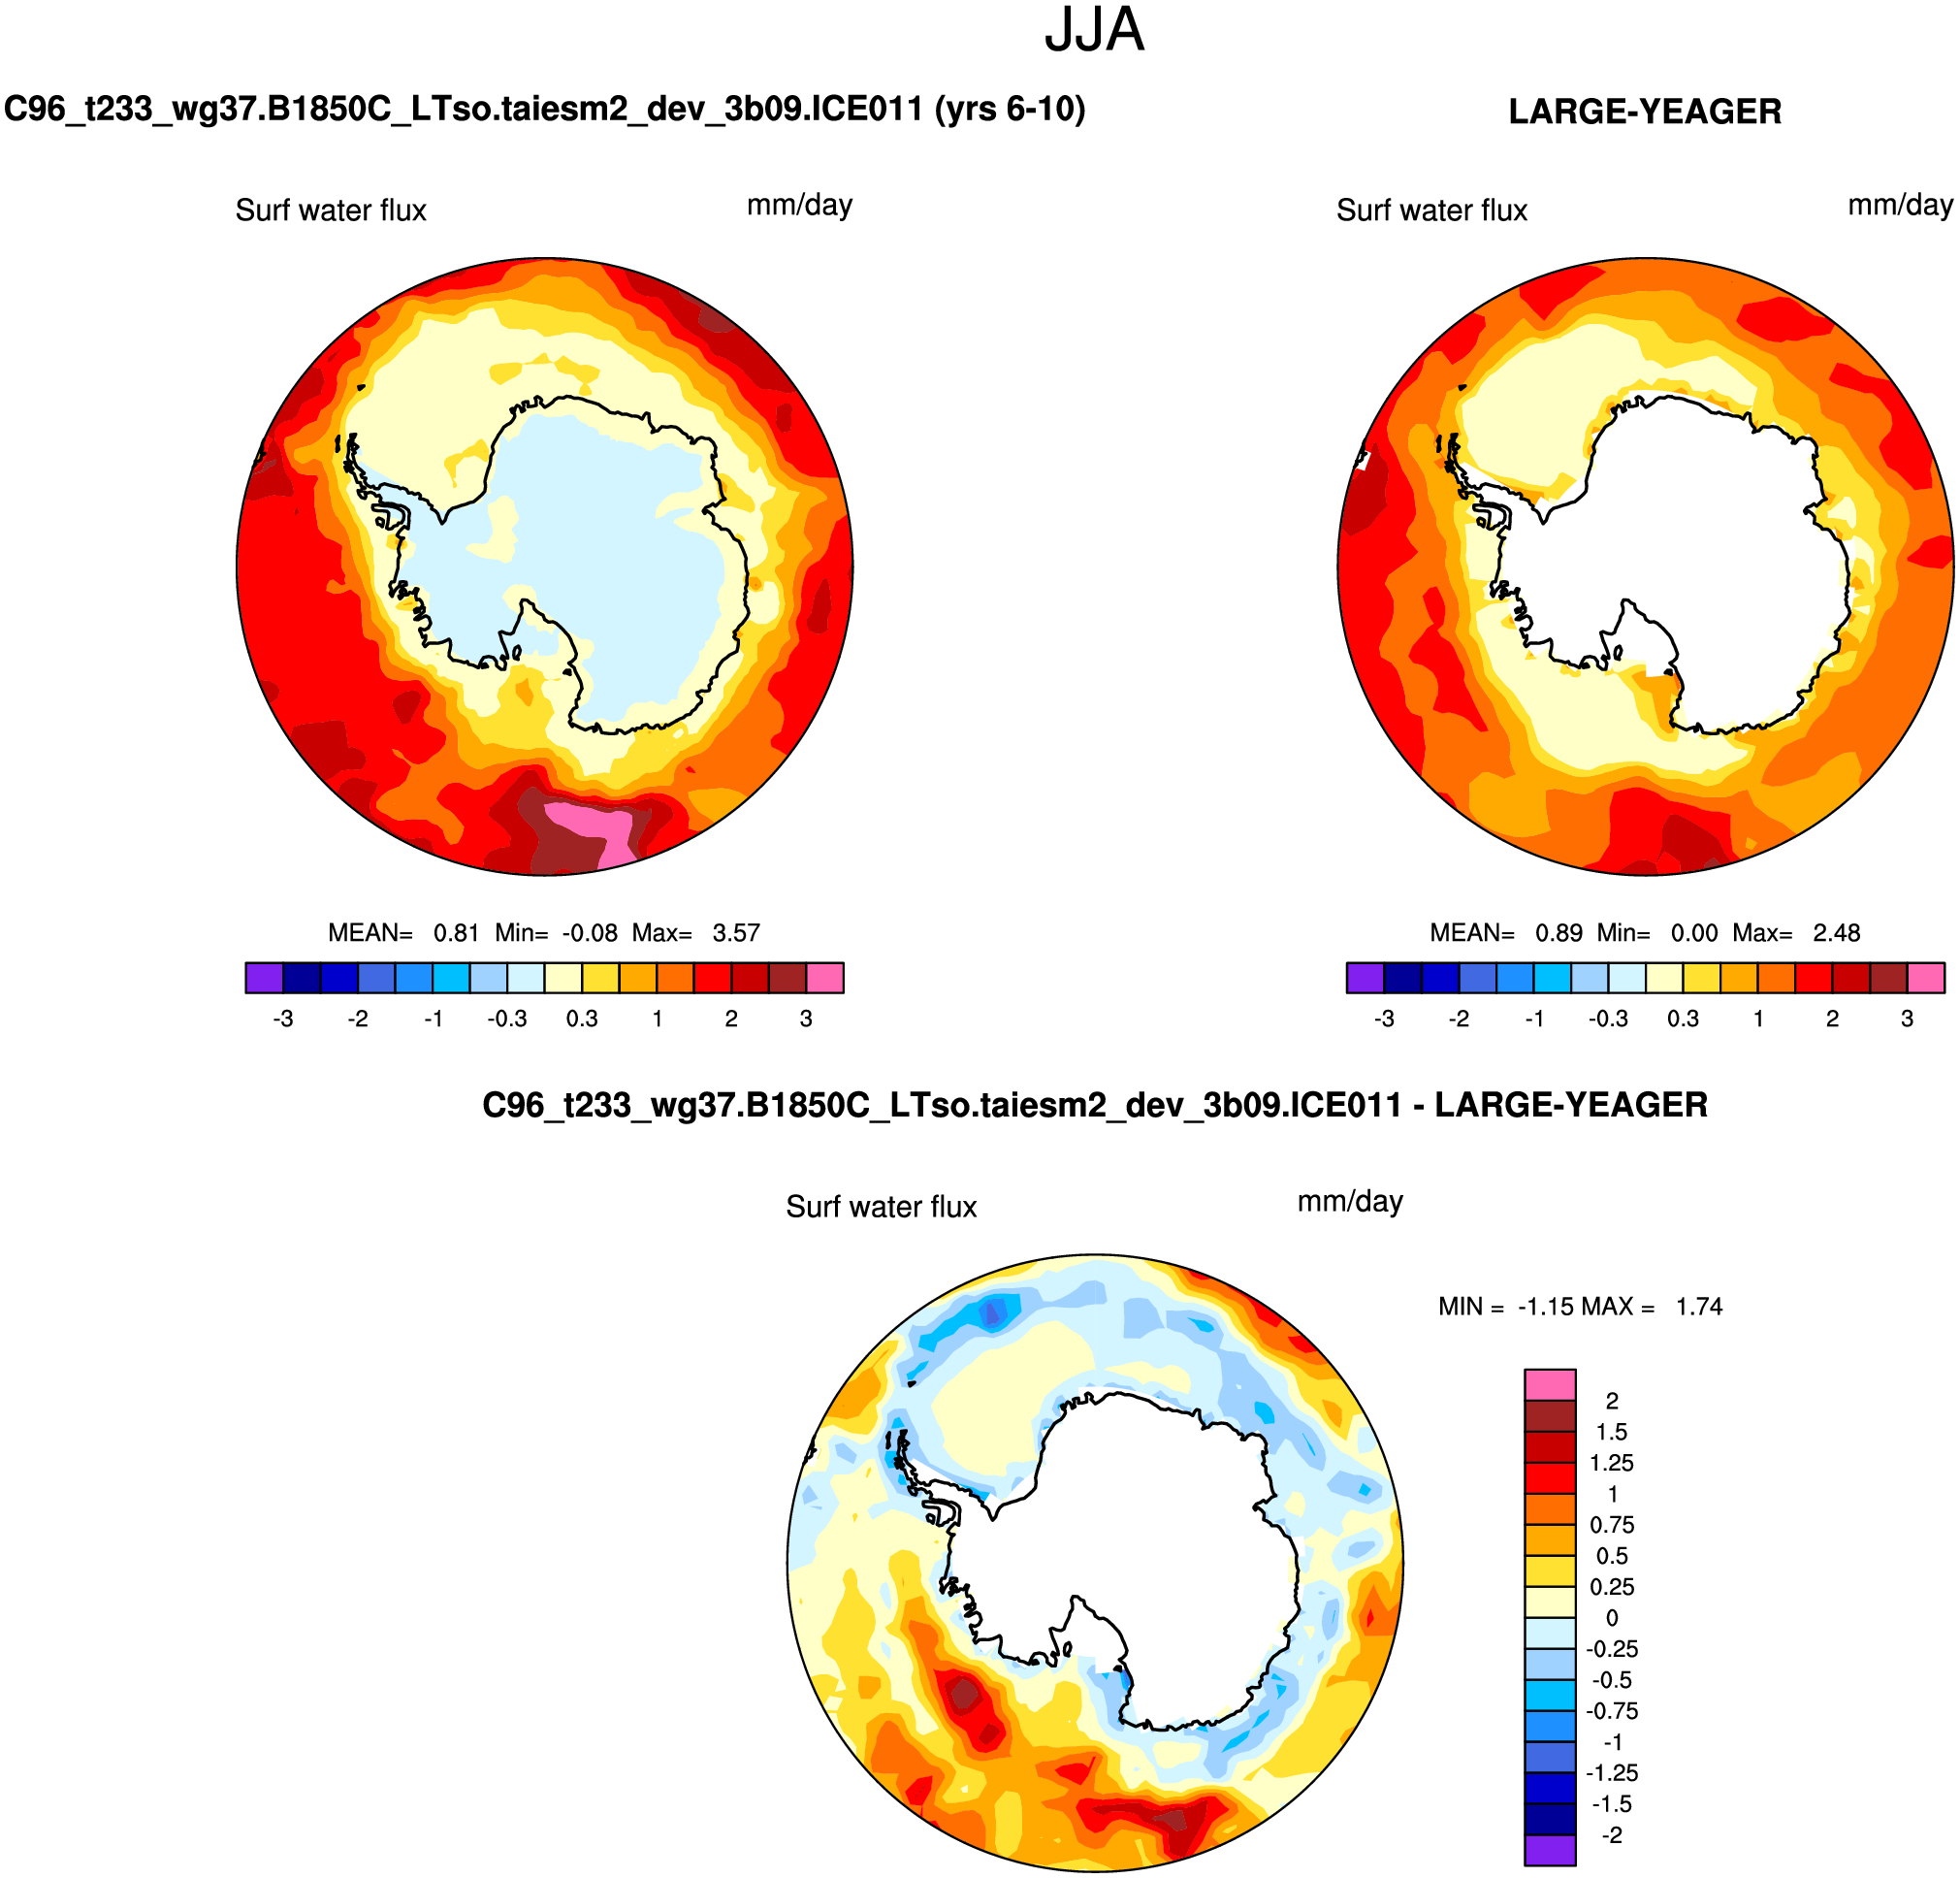 JJA
C96_t233_wg37.B1850C_LTso.taiesm2_dev_3b09.ICE011 (yrs 6-10)
LARGE-YEAGER
Surf water flux mm/day
Surf water flux mm/day
MEAN= 0.81 Min= -0.08 Max= 3.57
MEAN= 0.89 Min= 0.00 Max= 2.48
-3 -2 -1 -0.3 0.3 1 2 3
-3 -2 -1 -0.3 0.3 1 2 3
C96_t233_wg37.B1850C_LTso.taiesm2_dev_3b09.ICE011 - LARGE-YEAGER
Surf water flux mm/day
MIN = -1.15 MAX = 1.74
2
1.5
1.25
1
0.75
0.5
0.25
0
-0.25
-0.5
-0.75
-1
-1.25
-1.5
-2